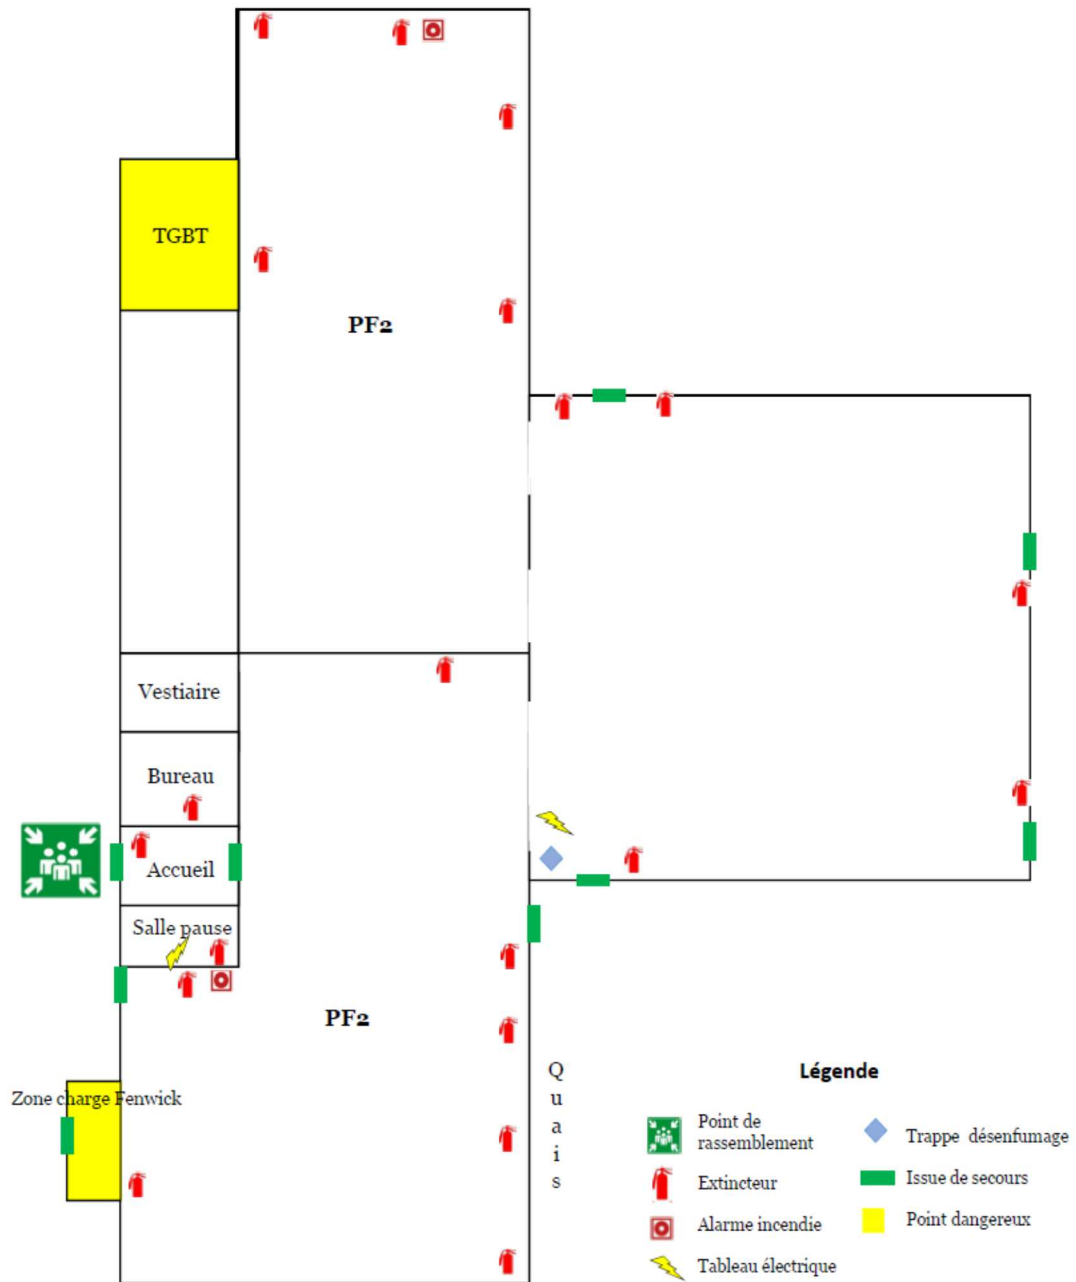 TGBT
PF2
Vestiaire
Bureau
Accueil
Salle pause
PF2
Zone charge Fenwick
Q
u
a
i
s
Légende
Point de
rassemblement
Trappe désenfumage
Extincteur
Issue de secours
Alarme incendie
Point dangereux
Tableau électrique